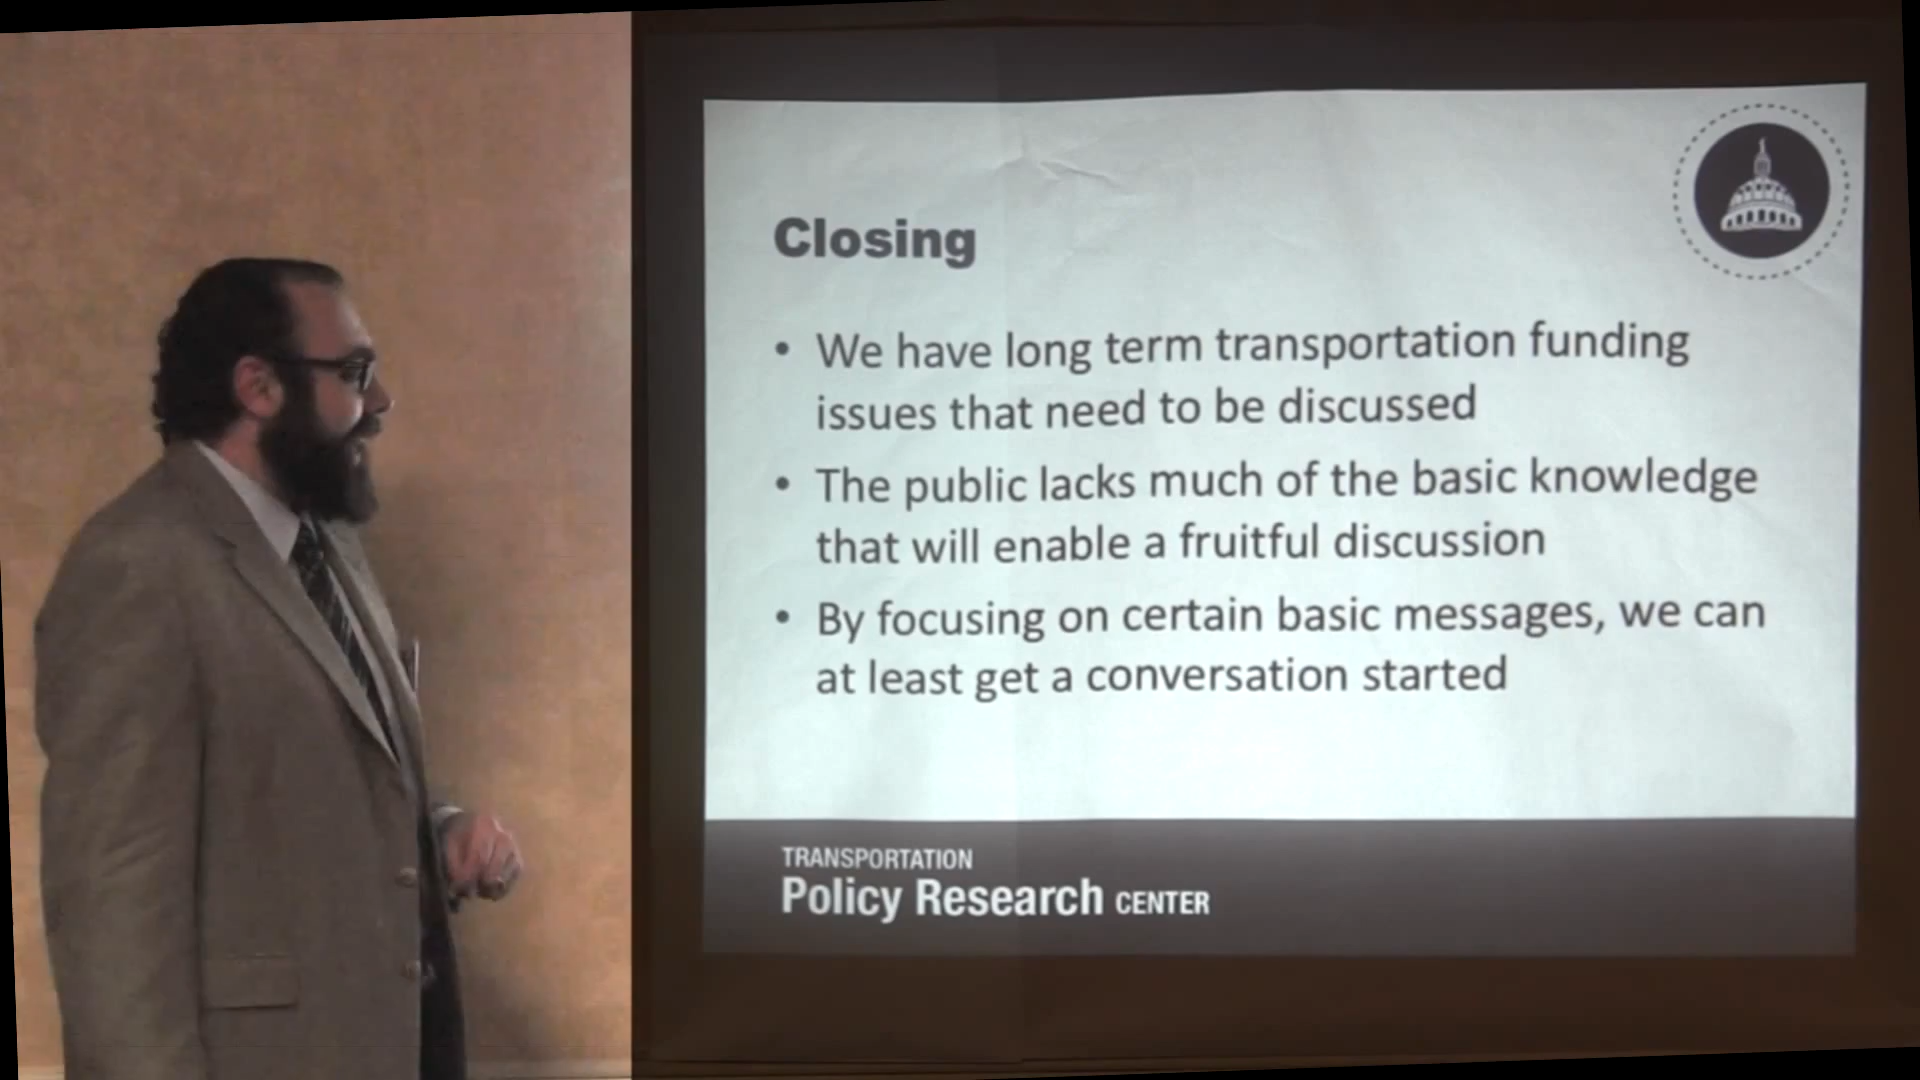 Closing
• We have long term transportation funding
issues that need to be discussed
• The public lacks much of the basic knowledge
that will enable a fruitful discussion
• By focusing on certain basic messages, we can
at least get a conversation started
TRANSPORTATION
Policy Research CENTER